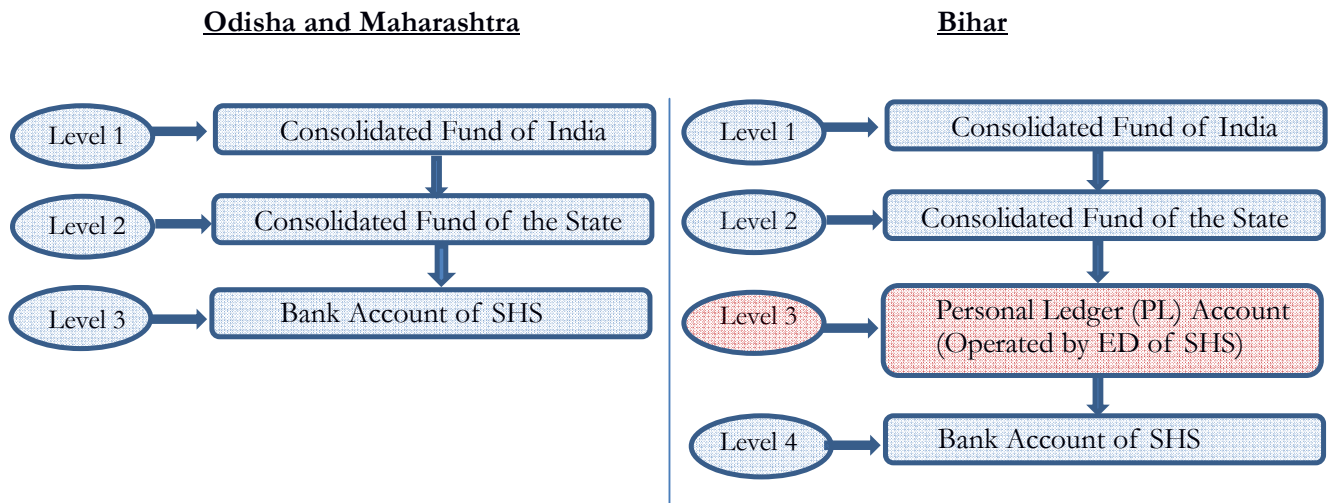 Odisha and Maharashtra
Level 1
Consolidated Fund of India
Level 2
Consolidated Fund of the State
Level 3
Bank Account of SHS
Bihar
Level 1
Consolidated Fund of India
Level 2
Consolidated Fund of the State
Level 3
Personal Ledger (PL) Account
(Operated by ED of SHS)
Level 4
Bank Account of SHS